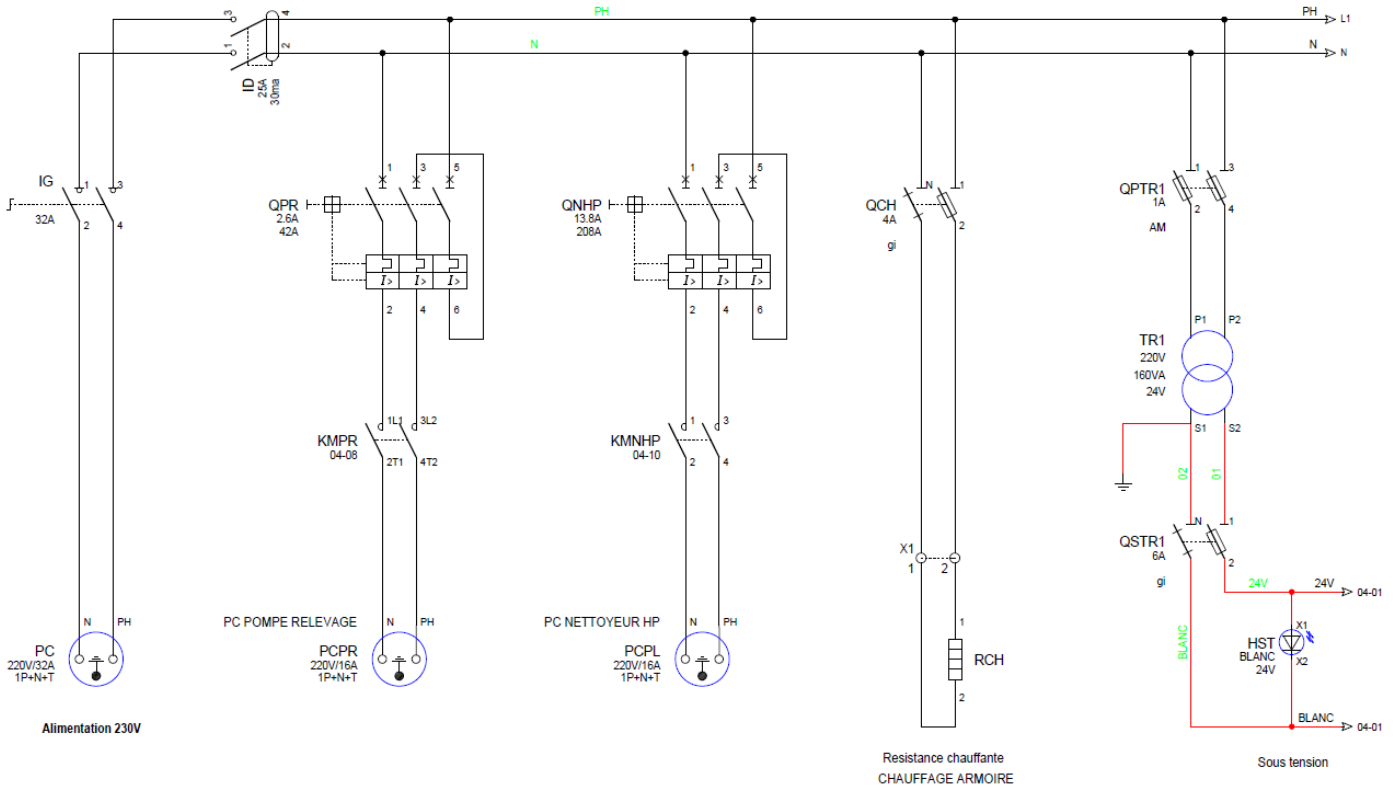 PH
PH
L1
N
N
N
3
4
1
2
ID
25A
30ma
IG
32A
1
3
2
4
QPR
2.6A
42A
1
3
5
I>
I>
I>
2
4
6
QNHP
13.8A
208A
1
3
5
I>
I>
I>
2
4
6
QCH
4A
gi
N
1
2
QPTR1
1A
AM
1
3
2
4
P1
P2
TR1
220V
160VA
24V
S1
S2
02
01
KMPR
04-08
1L1
3L2
2T1
4T2
KMNHP
04-10
1
3
2
4
X1
1
2
QSTR1
6A
gi
N
1
2
24V
24V
04-01
BLANC
X1
HST
BLANC
24V
X2
BLANC
04-01
N
PH
PC
220V/32A
1P+N+T
PC POMPE RELEVAGE
N
PH
PCPR
220V/16A
1P+N+T
PC NETTOYEUR HP
N
PH
PCPL
220V/16A
1P+N+T
1
RCH
2
Alimentation 230V
Resistance chauffante
CHAUFFAGE ARMOIRE
Sous tension